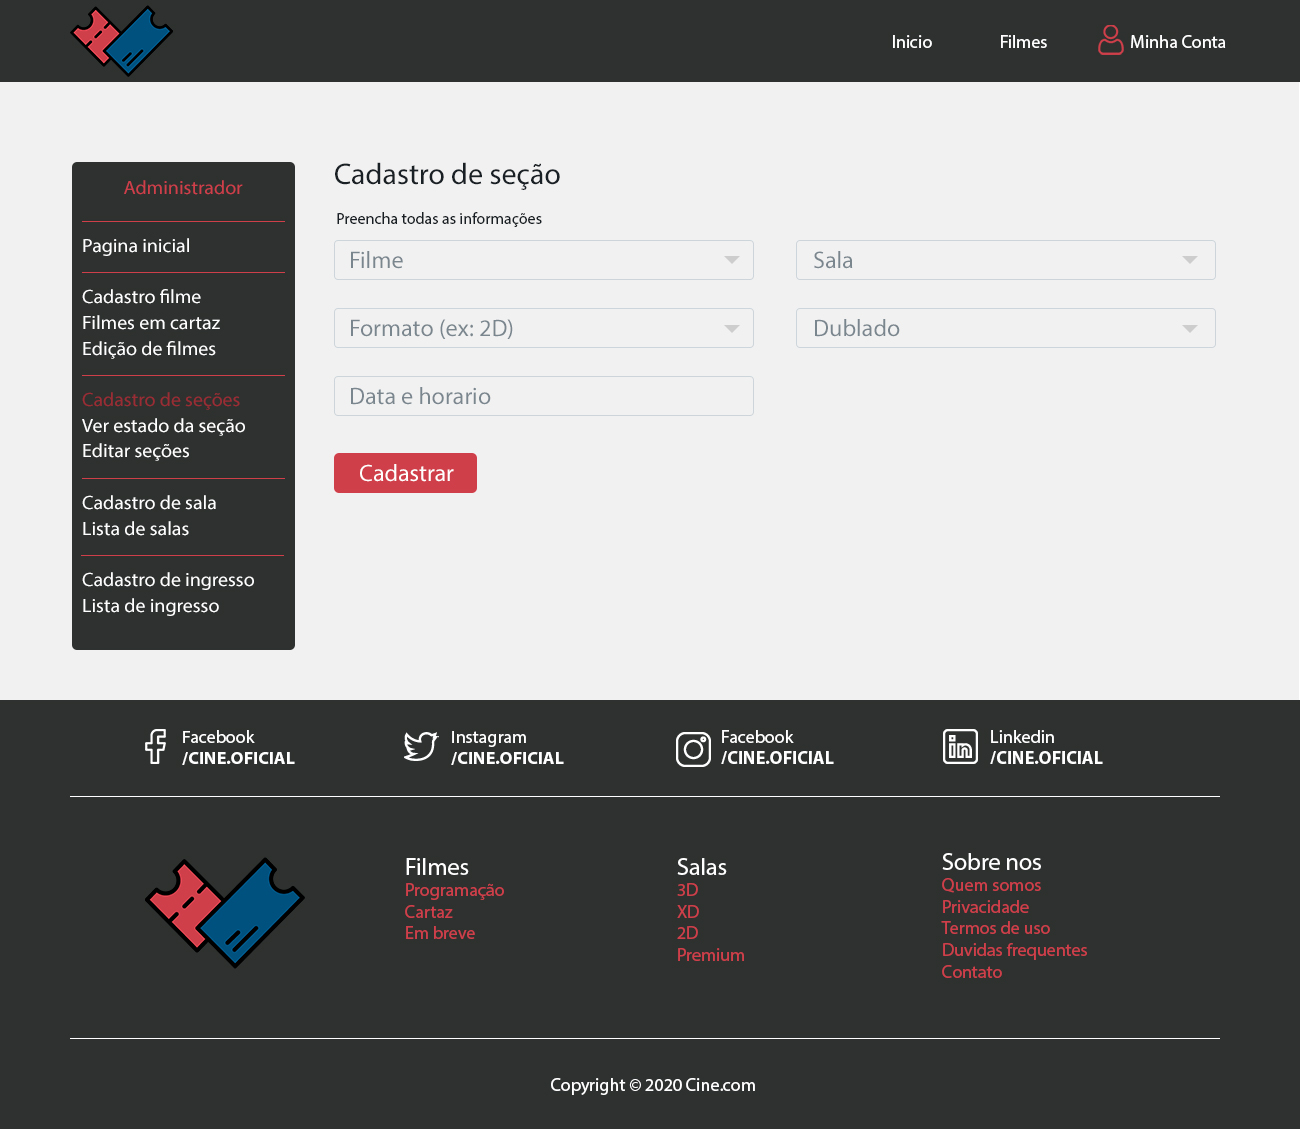 Inicio
Filmes
Minha Conta
Administrador
Pagina inicial
Cadastro filme
Filmes em cartaz
Edição de filmes
Cadastro de seções
Ver estado da seção
Editar seções
Cadastro de sala
Lista de salas
Cadastro de ingresso
Lista de ingresso
Cadastro de seção
Preencha todas as informações
Filme
Sala
Formato (ex: 2D)
Dublado
Data e horario
Cadastrar
Facebook
/CINE.OFICIAL
Instagram
/CINE.OFICIAL
Facebook
/CINE.OFICIAL
Linkedin
/CINE.OFICIAL
Filmes
Programação
Cartaz
Em breve
Salas
3D
XD
2D
Premium
Sobre nos
Quem somos
Privacidade
Termos de uso
Duvidas frequentes
Contato
Copyright © 2020 Cine.com